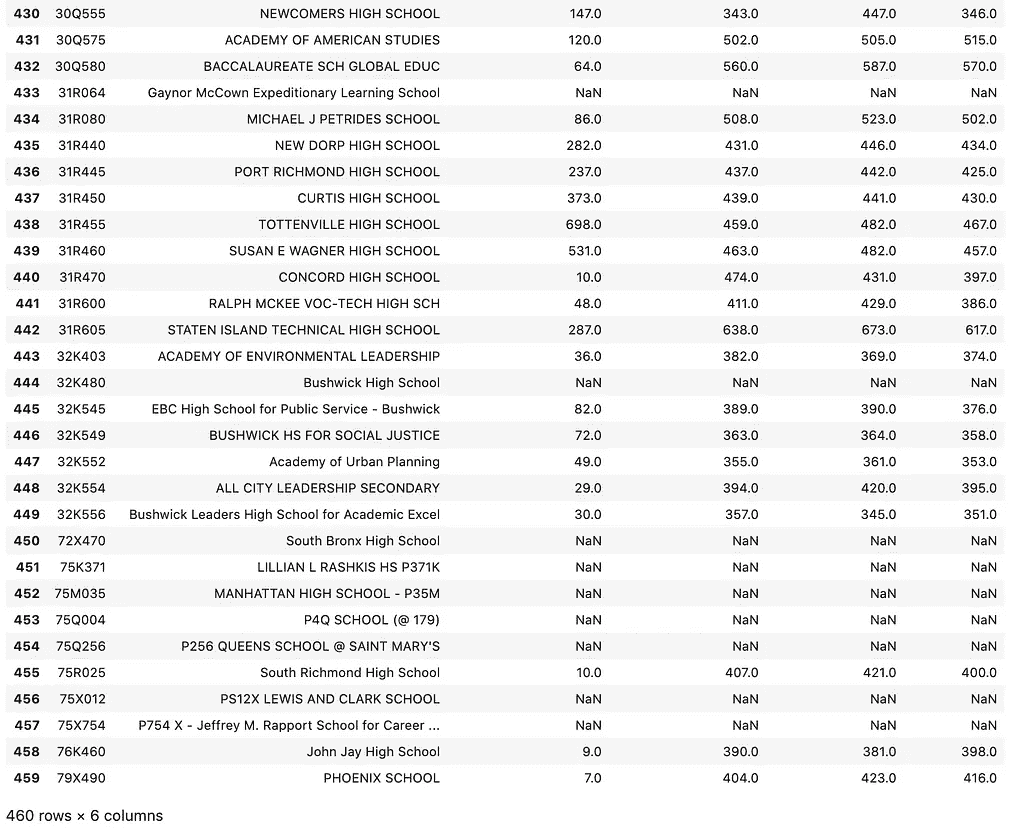 430 30Q555 NEWCOMERS HIGH SCHOOL 147.0 343.0 447.0 346.0
431 30Q575 ACADEMY OF AMERICAN STUDIES 120.0 502.0 505.0 515.0
432 30Q580 BACCALAUREATE SCH GLOBAL EDUC 64.0 560.0 587.0 570.0
433 31R064 Gaynor McCown Expeditionary Learning School NaN NaN NaN NaN
434 31R080 MICHAEL J PETRIDES SCHOOL 86.0 508.0 523.0 502.0
435 31R440 NEW DORP HIGH SCHOOL 282.0 431.0 446.0 434.0
436 31R445 PORT RICHMOND HIGH SCHOOL 237.0 437.0 442.0 425.0
437 31R450 CURTIS HIGH SCHOOL 373.0 439.0 441.0 430.0
438 31R455 TOTTENVILLE HIGH SCHOOL 698.0 459.0 482.0 467.0
439 31R460 SUSAN E WAGNER HIGH SCHOOL 531.0 463.0 482.0 457.0
440 31R470 CONCORD HIGH SCHOOL 10.0 474.0 431.0 397.0
441 31R600 RALPH MCKEE VOC-TECH HIGH SCH 48.0 411.0 429.0 386.0
442 31R605 STATEN ISLAND TECHNICAL HIGH SCHOOL 287.0 638.0 673.0 617.0
443 32K403 ACADEMY OF ENVIRONMENTAL LEADERSHIP 36.0 382.0 369.0 374.0
444 32K480 Bushwick High School NaN NaN NaN NaN
445 32K545 EBC High School for Public Service - Bushwick 82.0 389.0 390.0 376.0
446 32K549 BUSHWICK HS FOR SOCIAL JUSTICE 72.0 363.0 364.0 358.0
447 32K552 Academy of Urban Planning 49.0 355.0 361.0 353.0
448 32K554 ALL CITY LEADERSHIP SECONDARY 29.0 394.0 420.0 395.0
449 32K556 Bushwick Leaders High School for Academic Excel 30.0 357.0 345.0 351.0
450 72X470 South Bronx High School NaN NaN NaN NaN
451 75K371 LILLIAN L RASHKIS HS P371K NaN NaN NaN NaN
452 75M035 MANHATTAN HIGH SCHOOL - P35M NaN NaN NaN NaN
453 75Q004 P4Q SCHOOL (@ 179) NaN NaN NaN NaN
454 75Q256 P256 QUEENS SCHOOL @ SAINT MARY'S NaN NaN NaN NaN
455 75R025 South Richmond High School 10.0 407.0 421.0 400.0
456 75X012 PS12X LEWIS AND CLARK SCHOOL NaN NaN NaN NaN
457 75X754 P754 X - Jeffrey M. Rapport School for Career ... NaN NaN NaN NaN
458 76K460 John Jay High School 9.0 390.0 381.0 398.0
459 79X490 PHOENIX SCHOOL 7.0 404.0 423.0 416.0
460 rows × 6 columns